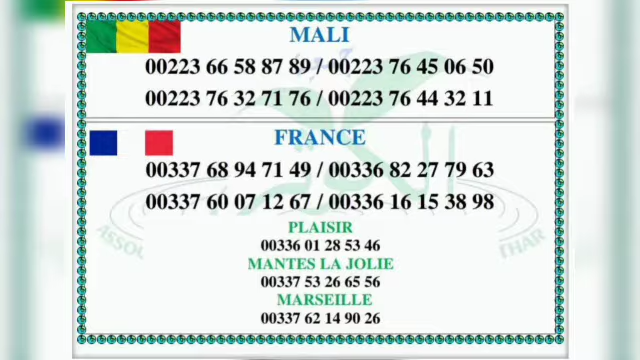 MALI
00223 66 58 87 89 / 00223 76 45 06 50
00223 76 32 71 76 / 00223 76 44 32 11
FRANCE
00337 68 94 71 49 / 00336 82 27 79 63
00337 60 07 12 67 / 00336 16 15 38 98
PLAISIR
00336 01 28 53 46
MANTES LA JOLIE
00337 53 26 65 56
MARSEILLE
00337 62 14 90 26